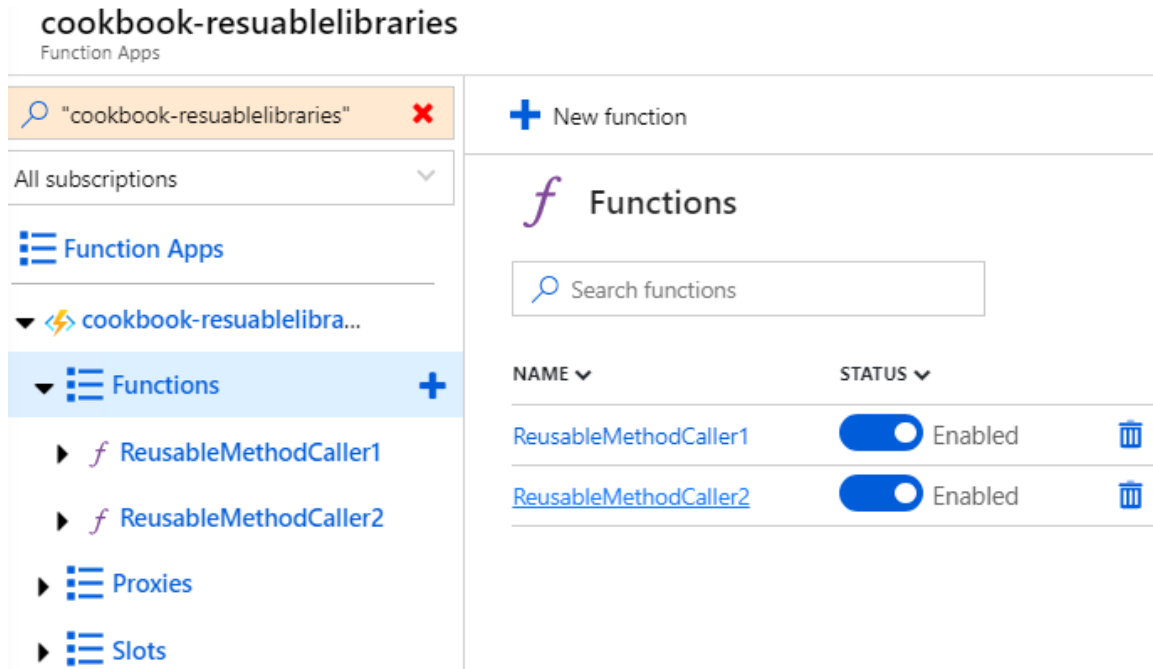 cookbook-resuablelibraries
Function Apps
"cookbook-resuablelibraries"
All subscriptions
Function Apps
cookbook-resuablelibra...
Functions
ReusableMethodCaller1
ReusableMethodCaller2
Proxies
Slots
New function
Functions
Search functions
NAME STATUS
ReusableMethodCaller1 Enabled
ReusableMethodCaller2 Enabled